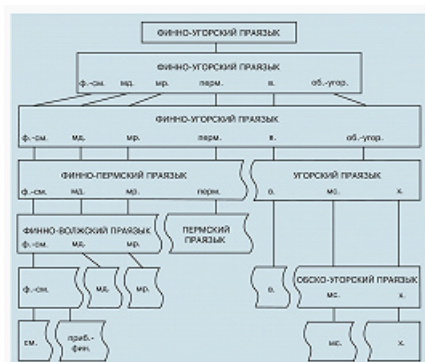 ФИННО-УГОРСКИЙ ПРАЯЗЫК
ФИННО-УГОРСКИЙ ПРАЯЗЫК
ф.-см. мд. мр. перм. в. об.-угор.
ФИННО-УГОРСКИЙ ПРАЯЗЫК
ф.-см. мд. мр. перм. в. об.-угор.
ФИННО-ПЕРМСКИЙ ПРАЯЗЫК УГОРСКИЙ ПРАЯЗЫК
ф.-см. мд. мр. перм. в. мс. х.
ФИННО-ВОЛЖСКИЙ ПРАЯЗЫК ПЕРМСКИЙ
ПРАЯЗЫК
ф.-см. мд. мр.
ОБСКО-УГОРСКИЙ ПРАЯЗЫК
ф.-см. мд. мр. в. мс. х.
см. приб.-
фин. мс. х.